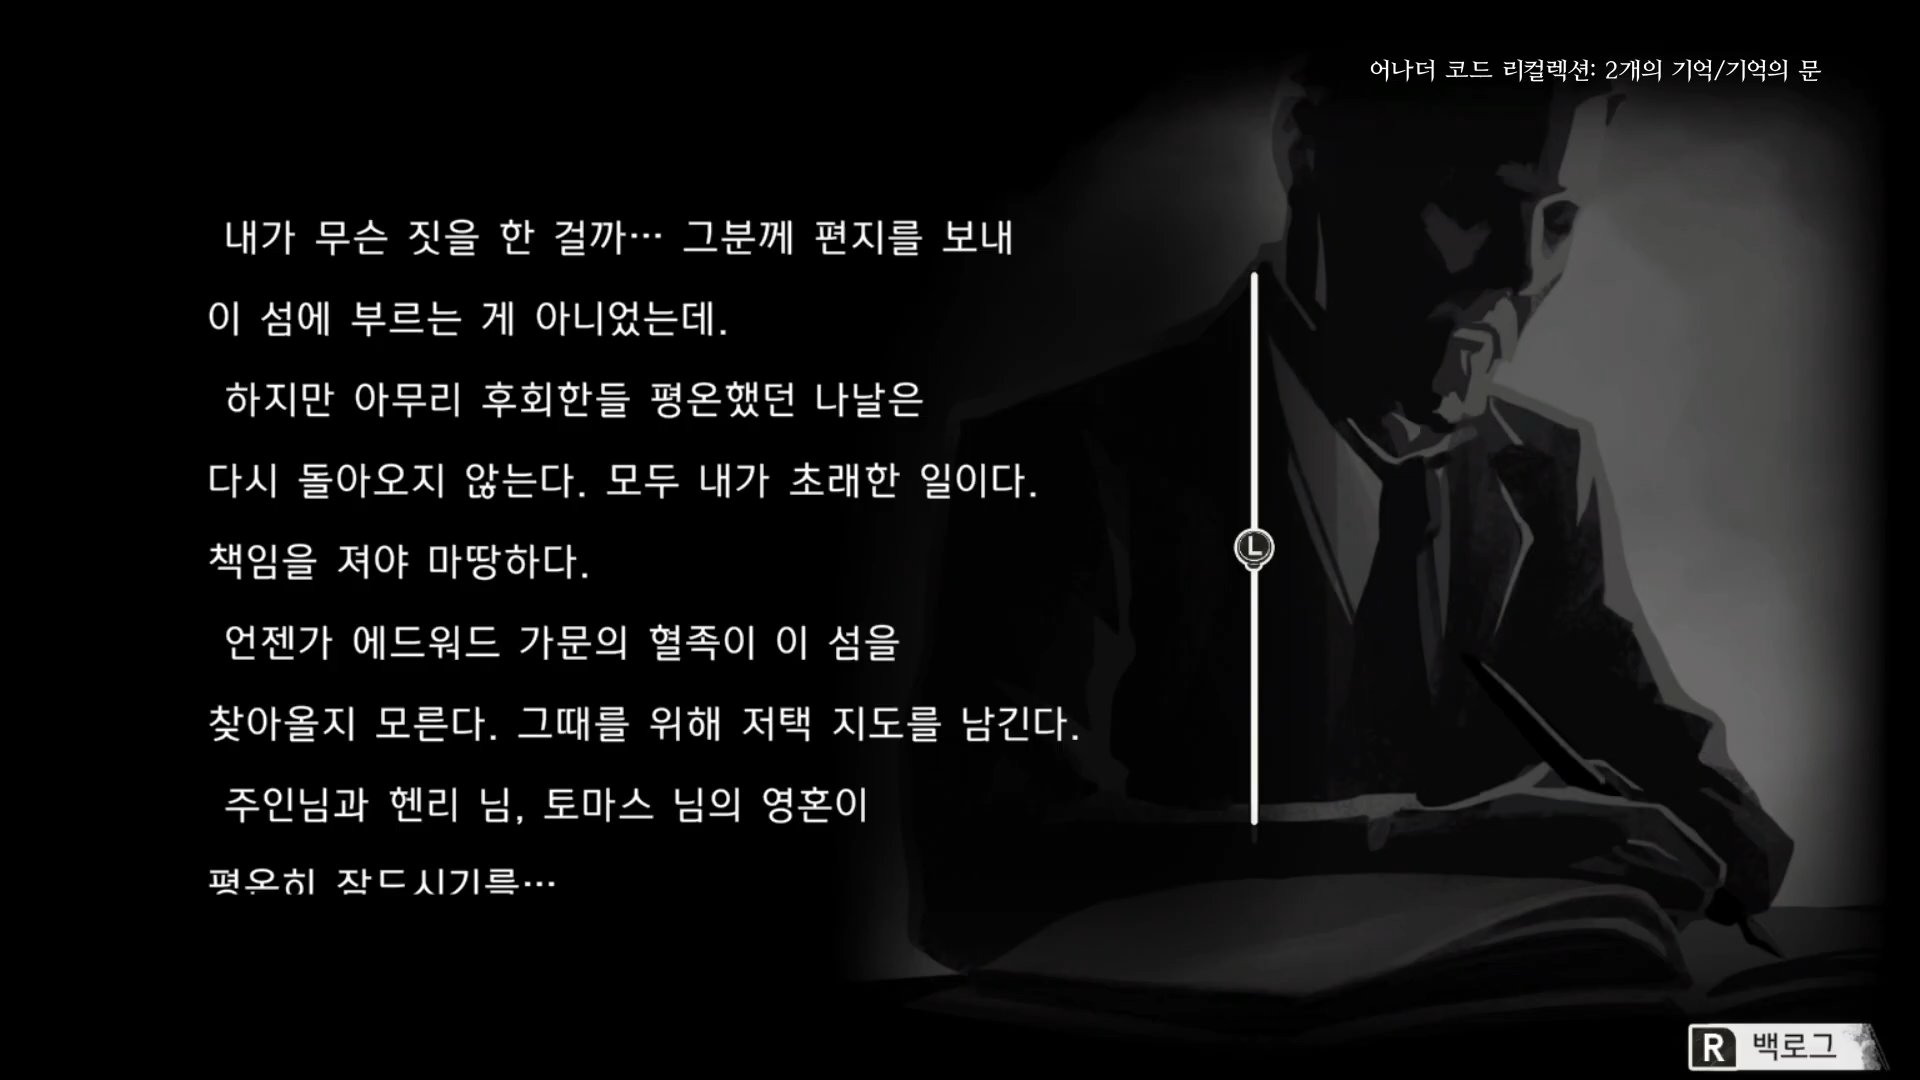 어나더 코드 리컬렉션: 2개의 기억/기억의 문
내가 무슨 짓을 한 걸까… 그분께 편지를 보내
이 섬에 부르는 게 아니었는데.
하지만 아무리 후회한들 평온했던 나날은
다시 돌아오지 않는다. 모두 내가 초래한 일이다.
책임을 져야 마땅하다.
언젠가 에드워드 가문의 혈족이 이 섬을
찾아올지 모른다. 그때를 위해 저택 지도를 남긴다.
주인님과 헨리 님, 토마스 님의 영혼이
평온히 잠드시기를…
L
R 백로그